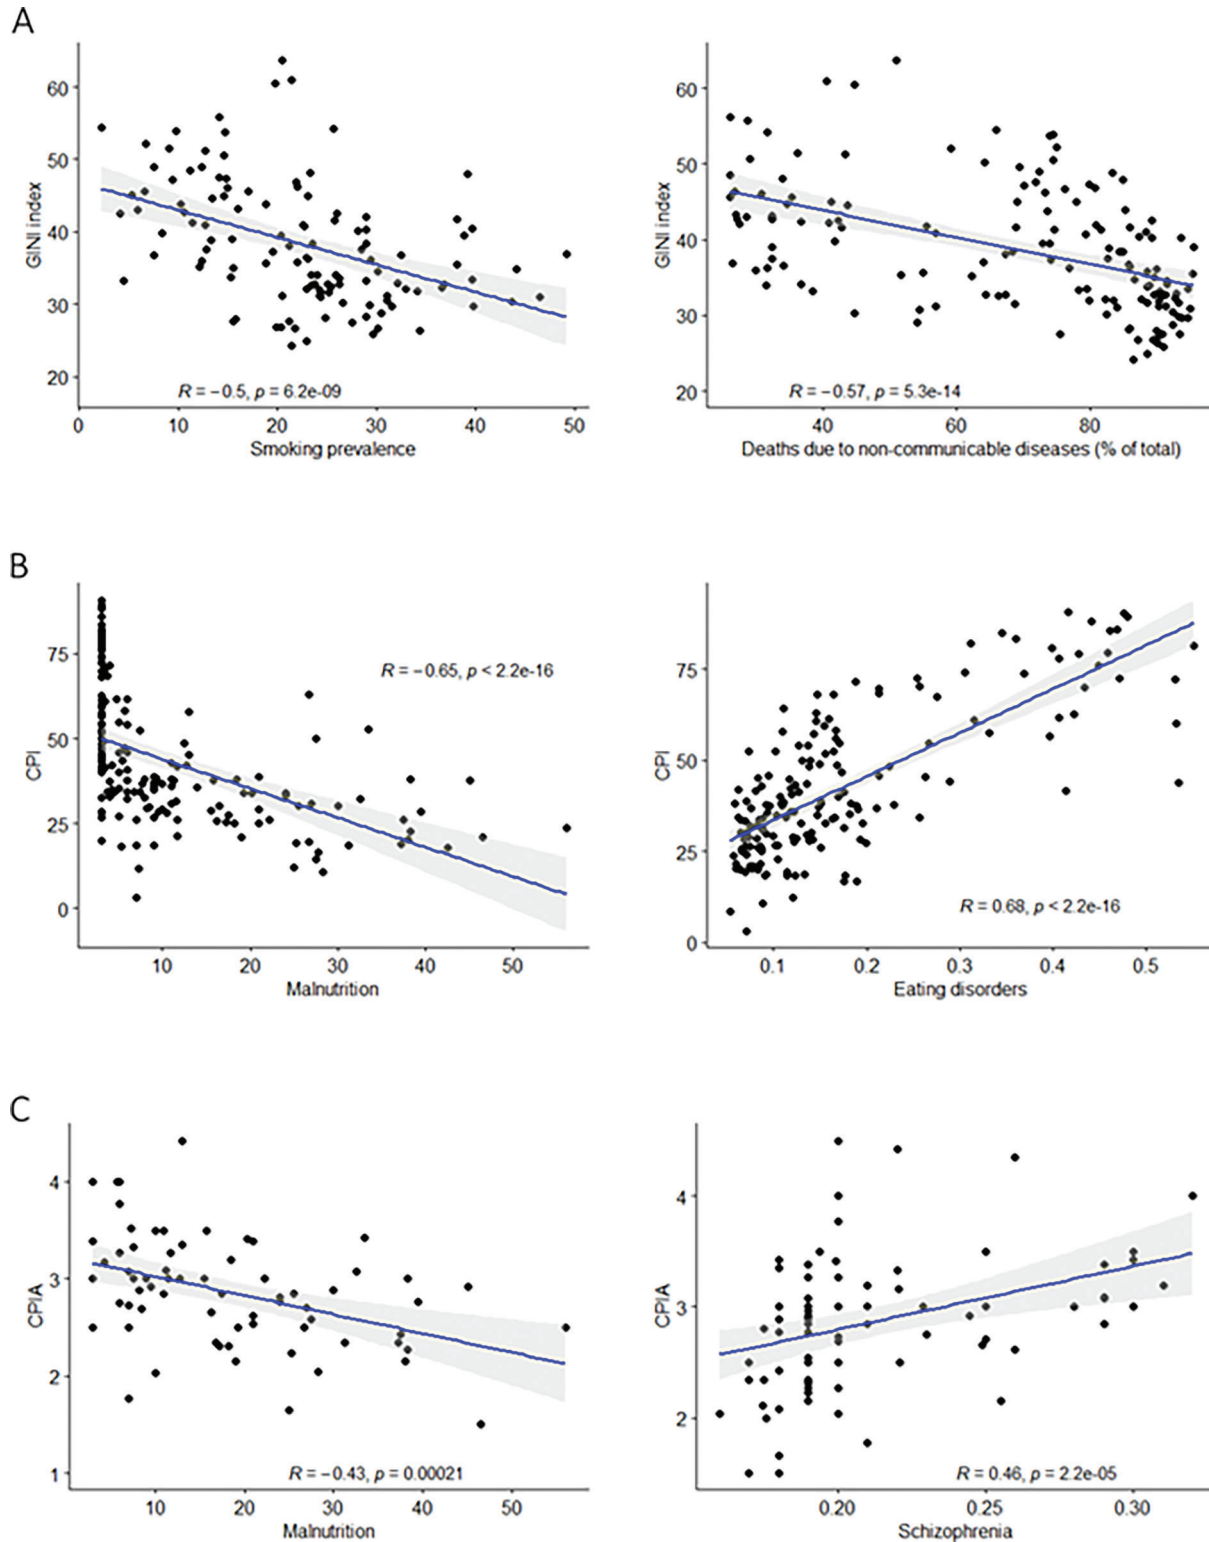 A
GINI index
60
50
40
30
20
R = −0.5, p = 6.2e-09
0 10 20 30 40 50
Smoking prevalence
GINI index
60
50
40
30
20
R = −0.57, p = 5.3e-14
40 60 80
Deaths due to non-communicable diseases (% of total)
B
CPI
75
50
25
0
R = −0.65, p < 2.2e-16
10 20 30 40 50
Malnutrition
CPI
75
50
25
0
R = 0.68, p < 2.2e-16
0.1 0.2 0.3 0.4 0.5
Eating disorders
C
CPIA
4
3
2
1
R = −0.43, p = 0.00021
10 20 30 40 50
Malnutrition
CPIA
4
3
2
R = 0.46, p = 2.2e-05
0.20 0.25 0.30
Schizophrenia